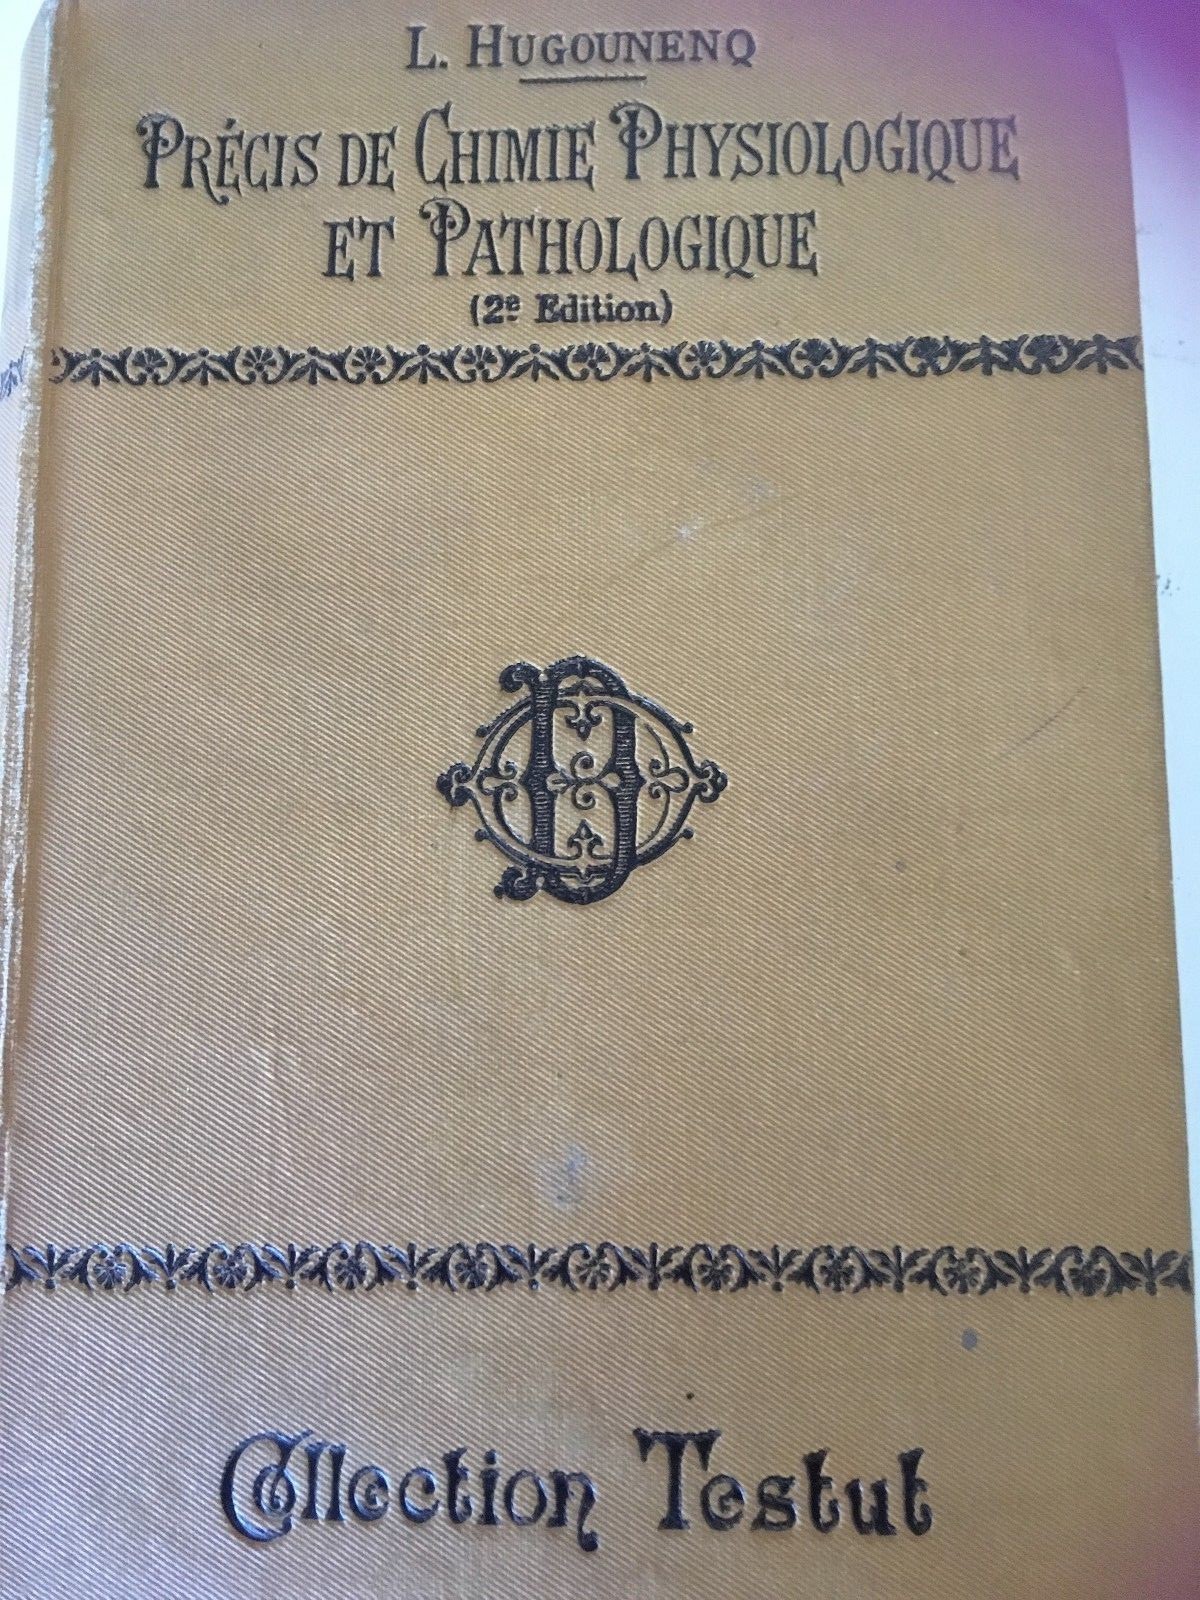 L. HUGOUNENQ
PRÉCIS DE CHIMIE PHYSIOLOGIQUE
ET PATHOLOGIQUE
(2e Edition)
Collection Testut